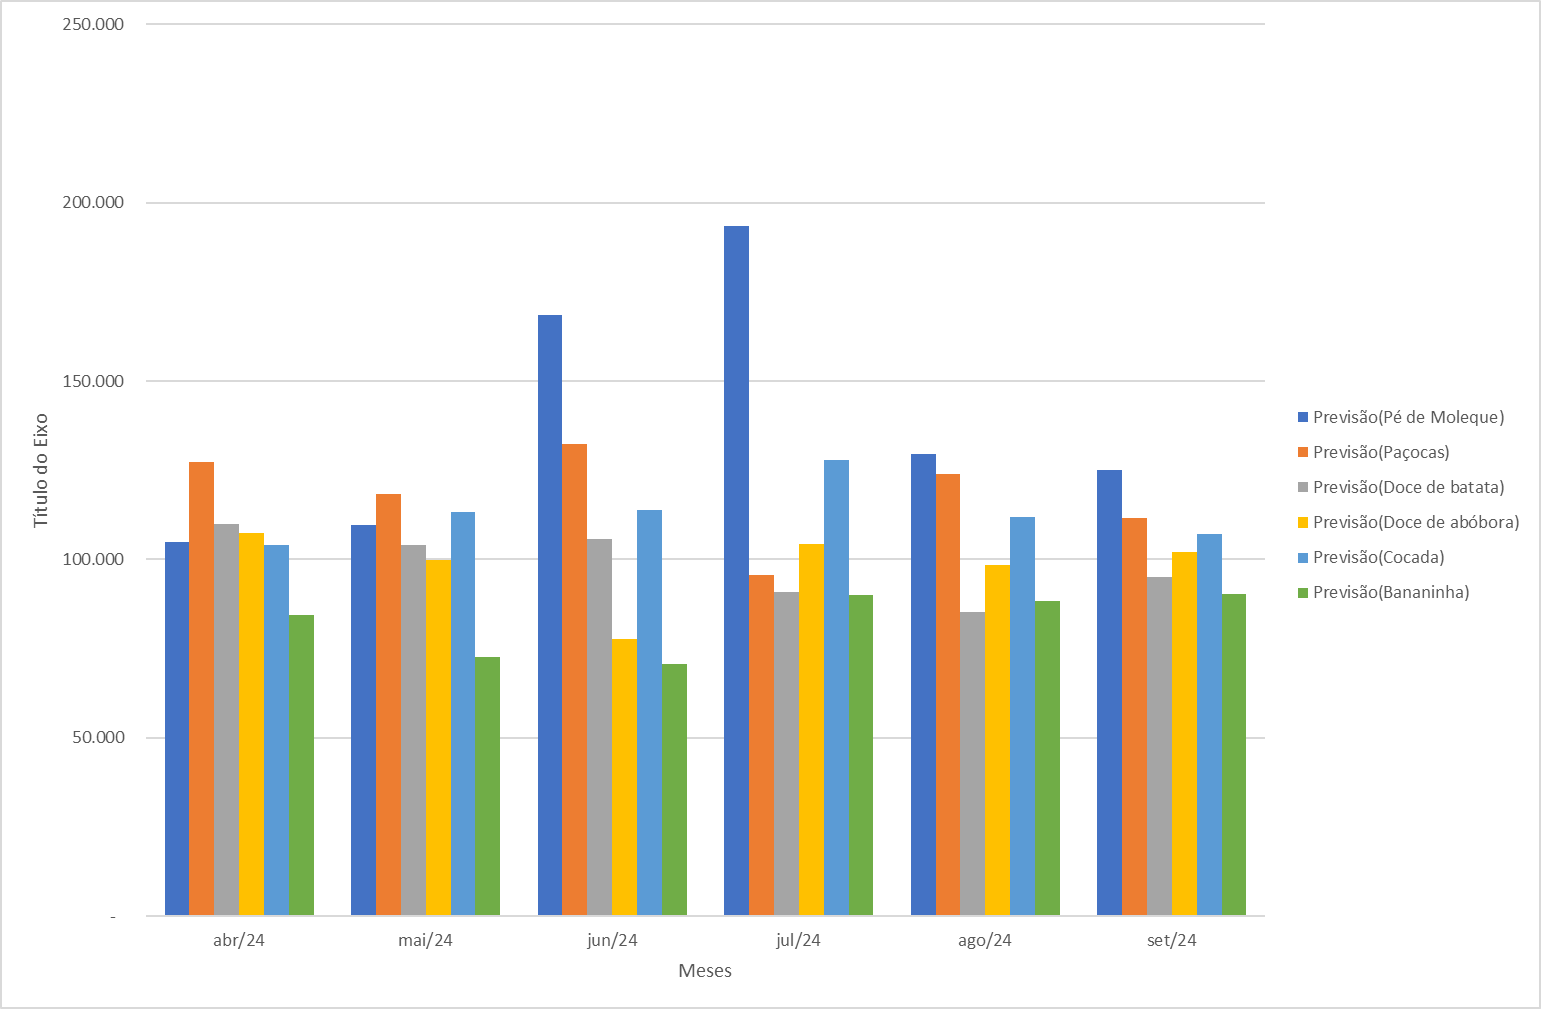 250.000
200.000
150.000
100.000
50.000
-
Título do Eixo
abr/24
mai/24
jun/24
jul/24
ago/24
set/24
Meses
Previsão(Pé de Moleque)
Previsão(Paçocas)
Previsão(Doce de batata)
Previsão(Doce de abóbora)
Previsão(Cocada)
Previsão(Bananinha)